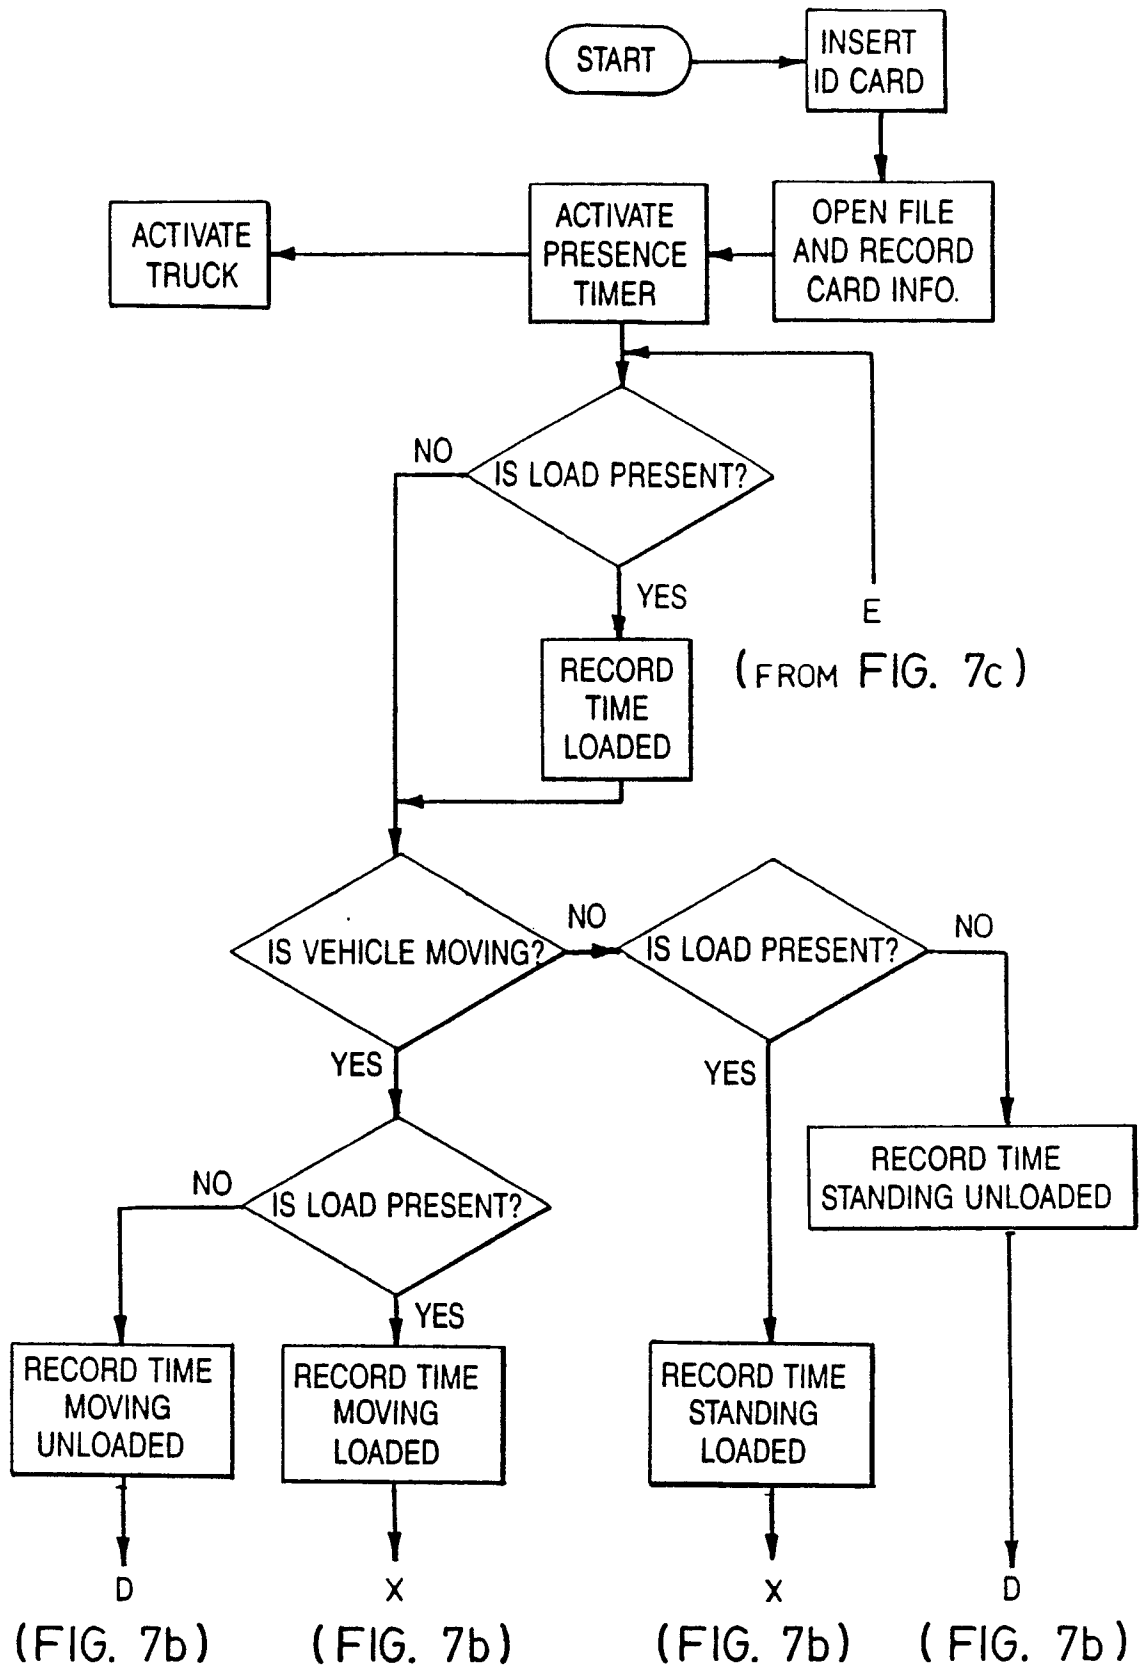 START
INSERT
ID CARD
ACTIVATE
TRUCK
ACTIVATE
PRESENCE
TIMER
OPEN FILE
AND RECORD
CARD INFO.
NO
IS LOAD PRESENT?
YES
E
(FROM FIG. 7c)
RECORD
TIME
LOADED
IS VEHICLE MOVING?
NO
IS LOAD PRESENT?
NO
YES
YES
RECORD TIME
STANDING UNLOADED
NO
IS LOAD PRESENT?
YES
RECORD TIME
MOVING
UNLOADED
RECORD TIME
MOVING
LOADED
RECORD TIME
STANDING
LOADED
D
X
X
D
(FIG. 7b)
(FIG. 7b)
(FIG. 7b)
(FIG. 7b)